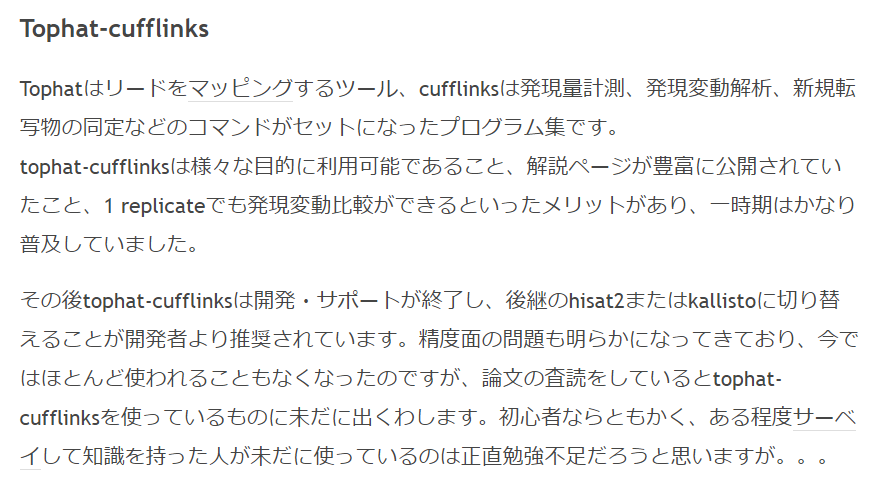 Tophat-cufflinks
Tophatはリードをマッピングするツール、cufflinksは発現量計測、発現変動解析、新規転
写物の同定などのコマンドがセットになったプログラム集です。
tophat-cufflinksは様々な目的に利用可能であること、解説ページが豊富に公開されてい
たこと、1 replicateでも発現変動比較ができるといったメリットがあり、一時期はかなり
普及していました。
その後tophat-cufflinksは開発・サポートが終了し、後継のhisat2またはkallistoに切り替
えることが開発者より推奨されています。精度面の問題も明らかになってきており、今で
はほとんど使われることもなくなったのですが、論文の査読をしているとtophat-
cufflinksを使っているものに未だに出くわします。初心者ならともかく、ある程度サーベ
イして知識を持った人が未だに使っているのは正直勉強不足だろうと思いますが。。。